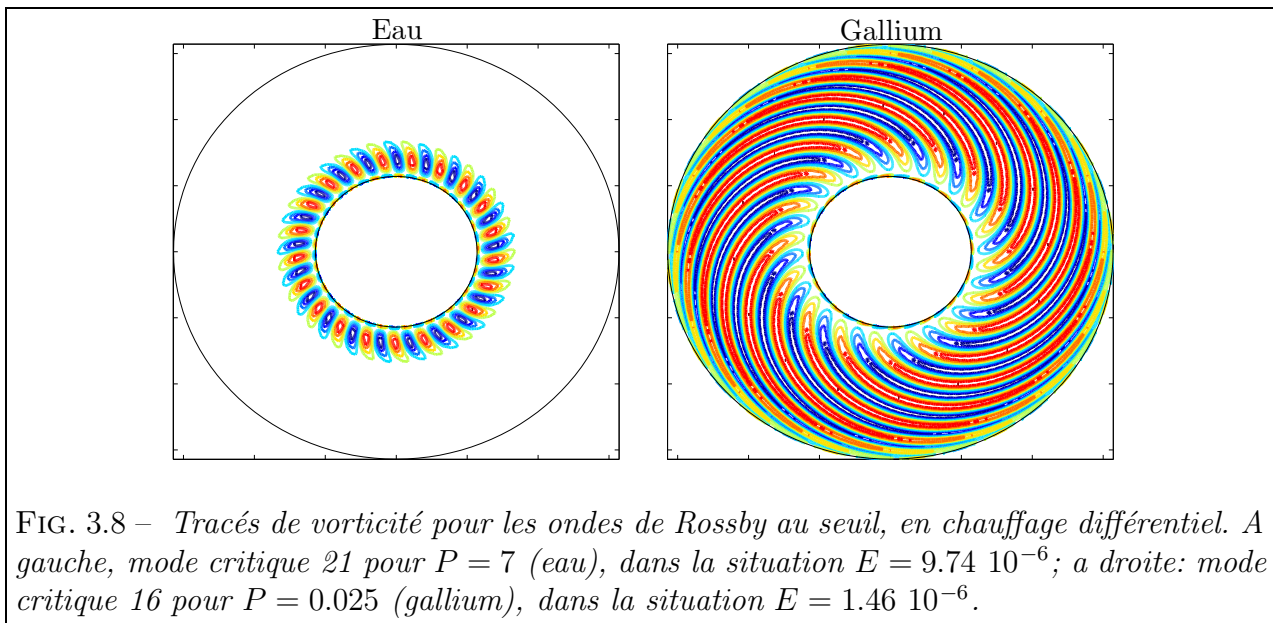 Eau
Gallium
FIG. 3.8 – Tracés de vorticité pour les ondes de Rossby au seuil, en chauffage différentiel. A
gauche, mode critique 21 pour P = 7 (eau), dans la situation E = 9.74 10⁻⁶; a droite: mode
critique 16 pour P = 0.025 (gallium), dans la situation E = 1.46 10⁻⁶.